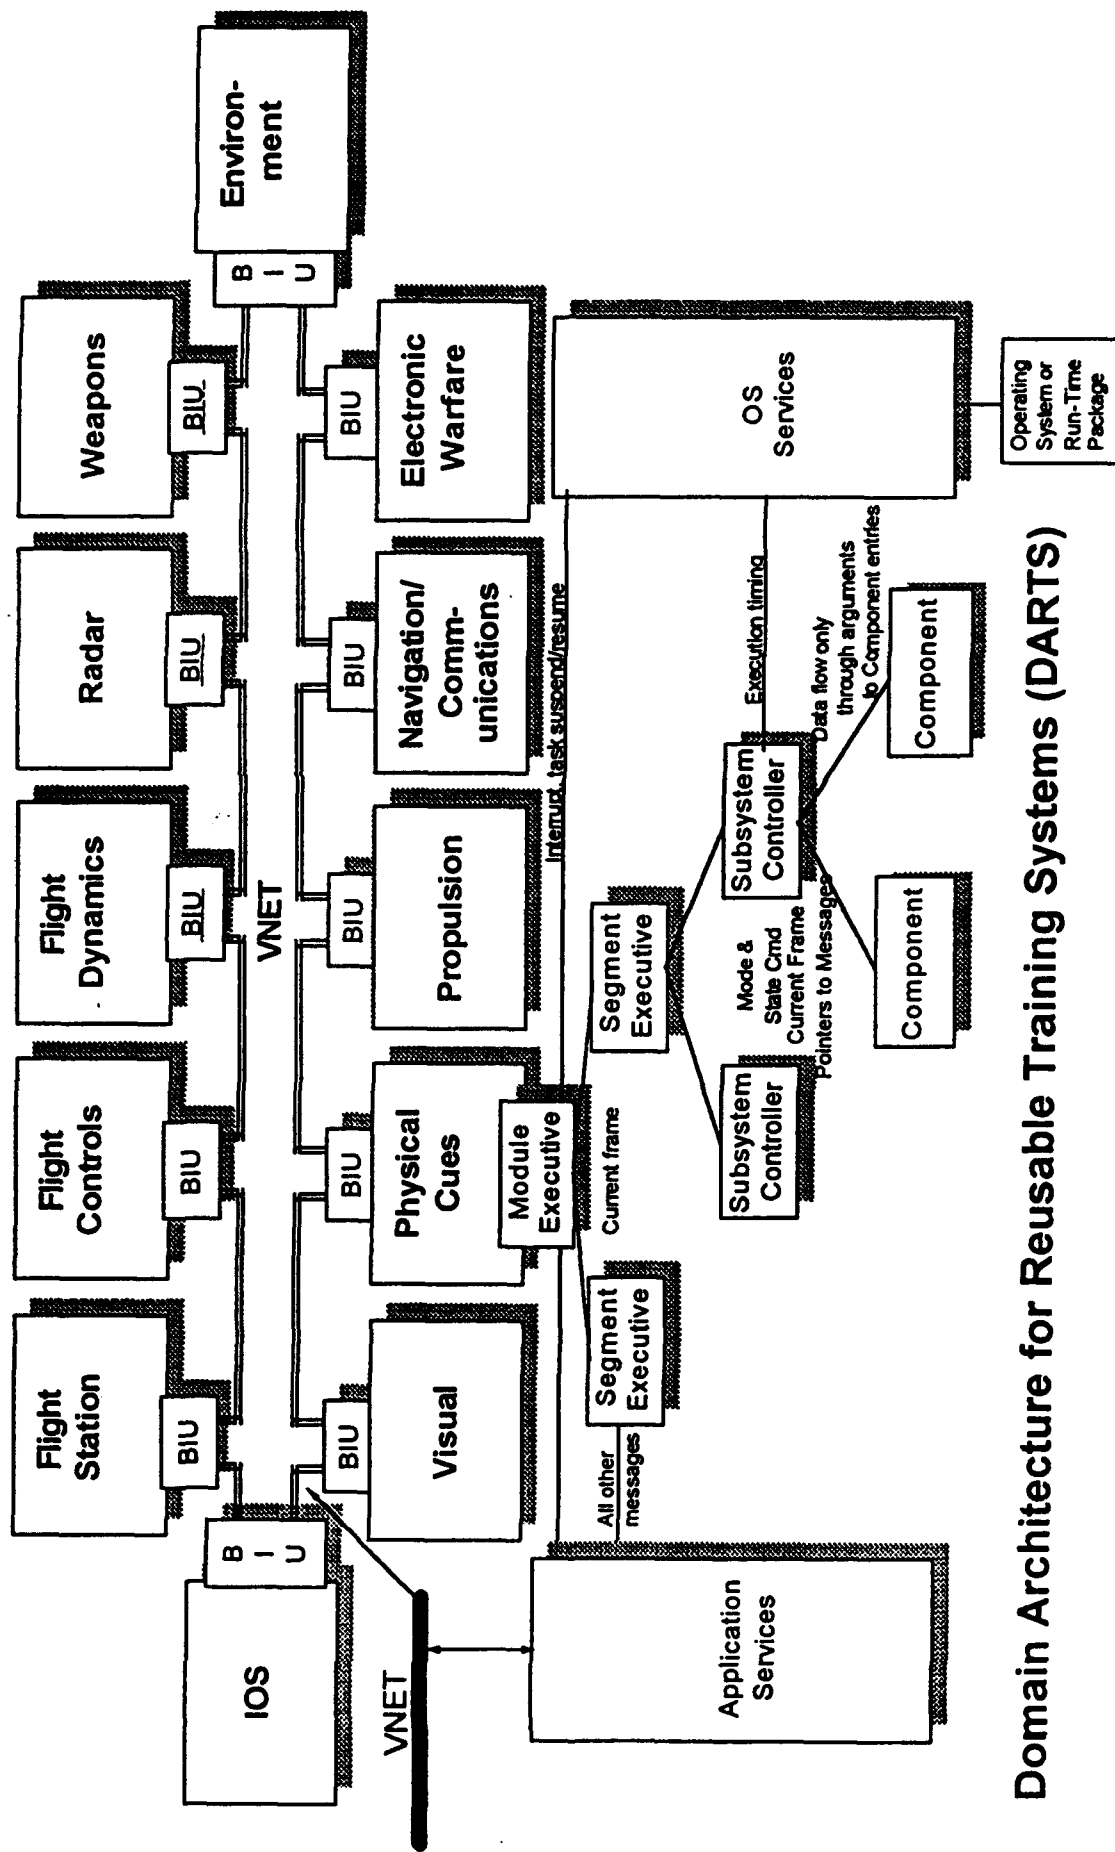 Flight
Station
BIU
Flight
Controls
BIU
Flight
Dynamics
BIU
Radar
BIU
Weapons
BIU
IOS
B
I
U
VNET
B
I
U
Environ-
ment
BIU
Visual
BIU
Physical
Cues
BIU
Propulsion
BIU
Navigation/
Comm-
unications
BIU
Electronic
Warfare
VNET
Module
Executive
Interrupt, task suspend/resume
Current frame
All other
messages
Segment
Executive
Segment
Executive
Application
Services
Subsystem
Controller
Mode &
State Cmd
Current Frame
Pointers to Messages
Subsystem
Controller
Execution timing
OS
Services
Data flow only
through arguments
to Component entries
Component
Component
Operating
System or
Run-Time
Package
Domain Architecture for Reusable Training Systems (DARTS)